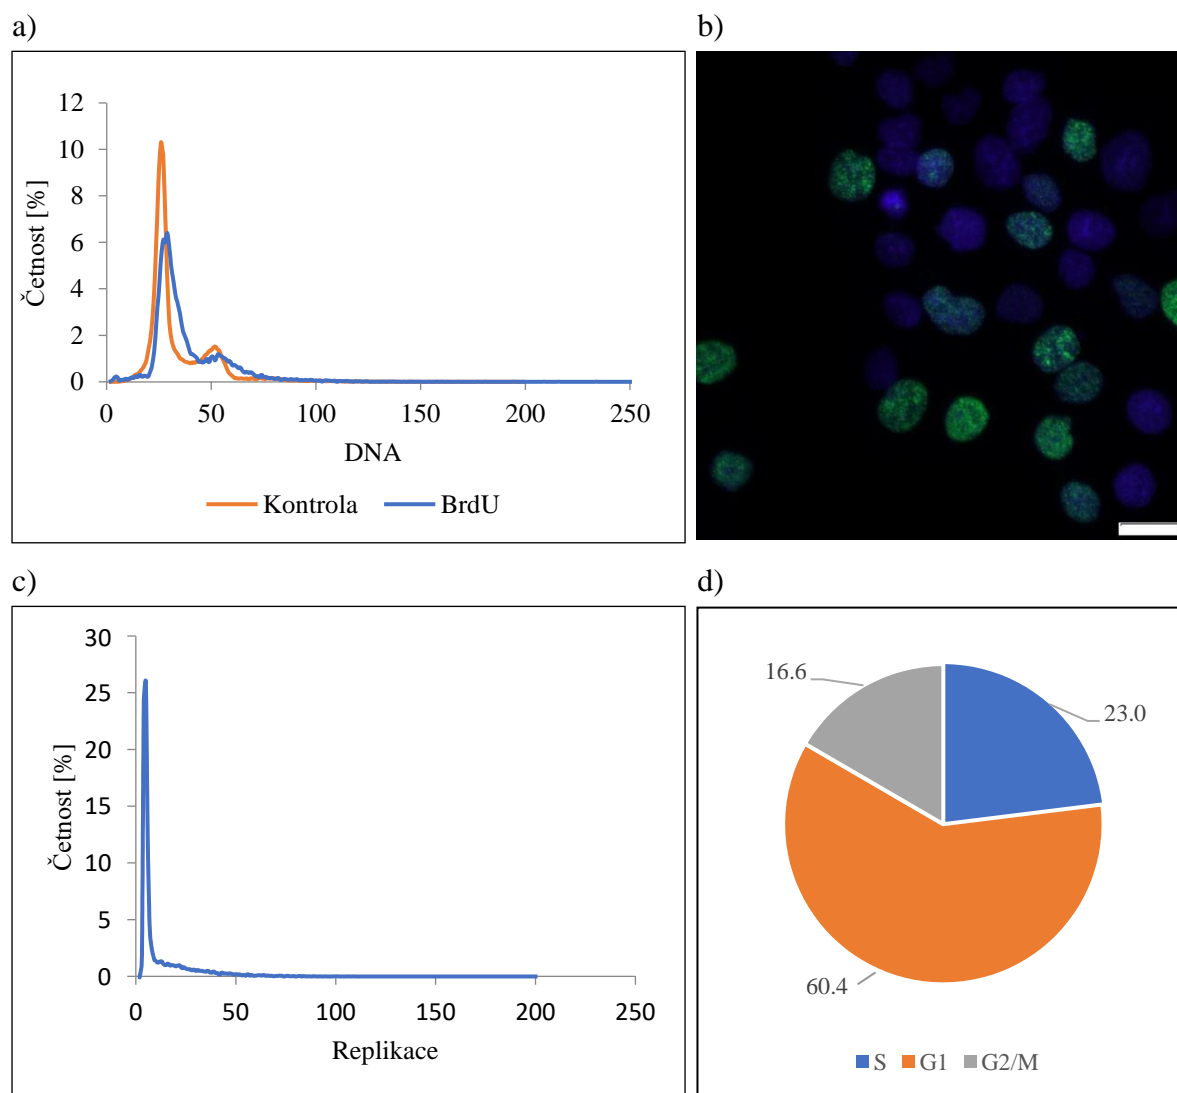 a)
b)
12
10
8
6
4
2
0
Četnost [%]
0 50 100 150 200 250
DNA
Kontrola BrdU
c)
d)
30
25
20
15
10
5
0
Četnost [%]
0 50 100 150 200 250
Replikace
16.6
23.0
60.4
S G1 G2/M